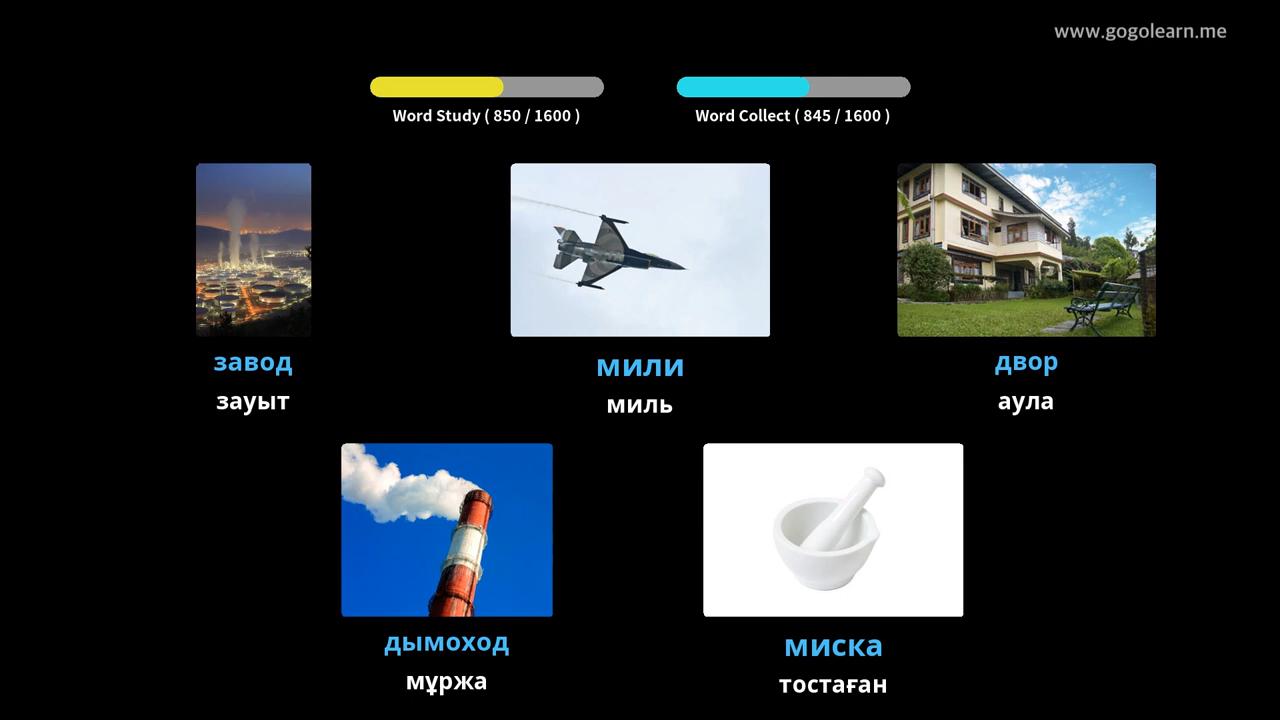 www.gogolearn.me
Word Study ( 850 / 1600 )
Word Collect ( 845 / 1600 )
завод
зауыт
мили
миль
двор
аула
дымоход
мұржа
миска
тостаған